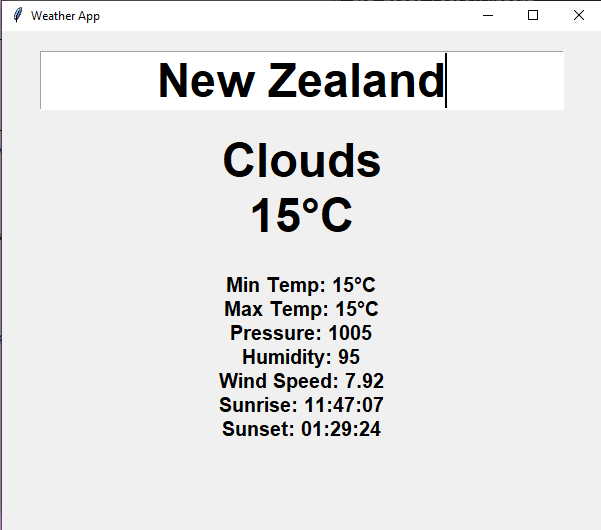 Weather App
New Zealand
Clouds
15°C
Min Temp: 15°C
Max Temp: 15°C
Pressure: 1005
Humidity: 95
Wind Speed: 7.92
Sunrise: 11:47:07
Sunset: 01:29:24